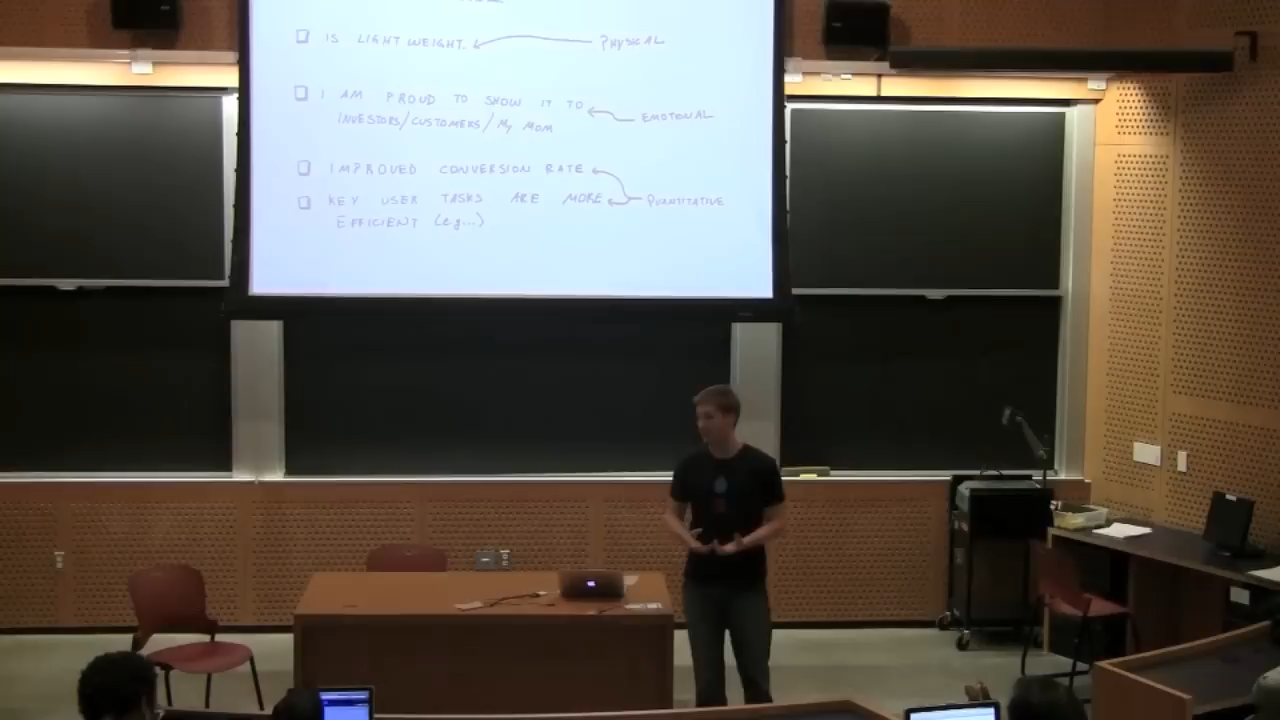 IS LIGHT WEIGHT. PHYSICAL
I AM PROUD TO SHOW IT TO
INVESTORS/CUSTOMERS/MY MOM
EMOTIONAL
IMPROVED CONVERSION RATE
KEY USER TASKS ARE MORE
EFFICIENT (e.g...)
QUANTITATIVE